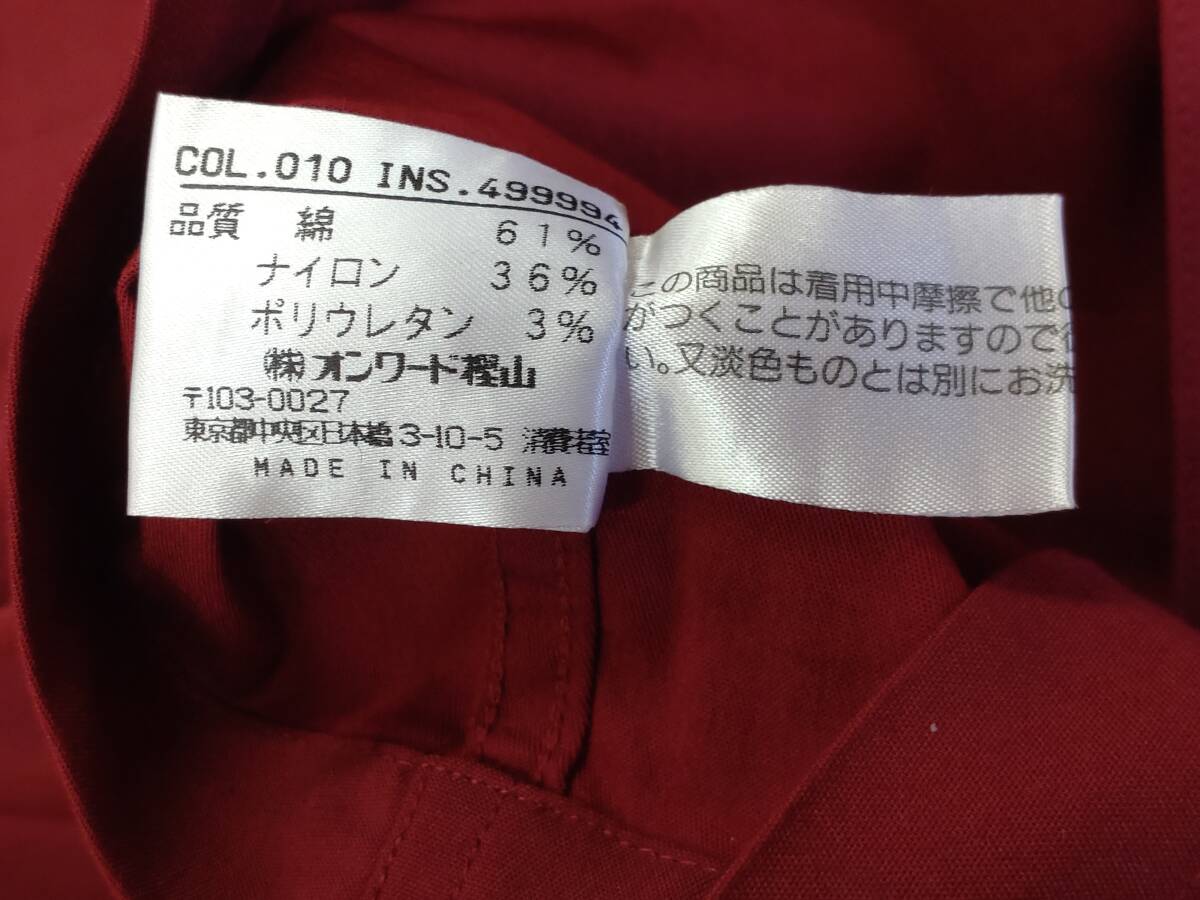 COL.010 INS.499994
品質 綿 61%
ナイロン 36%
ポリウレタン 3%
(株)オンワード樫山
〒103-0027
東京都中央区日本橋3-10-5 消費者室
MADE IN CHINA
この商品は着用中摩擦で他の
がつくことがありますので
い。又淡色ものとは別にお洗